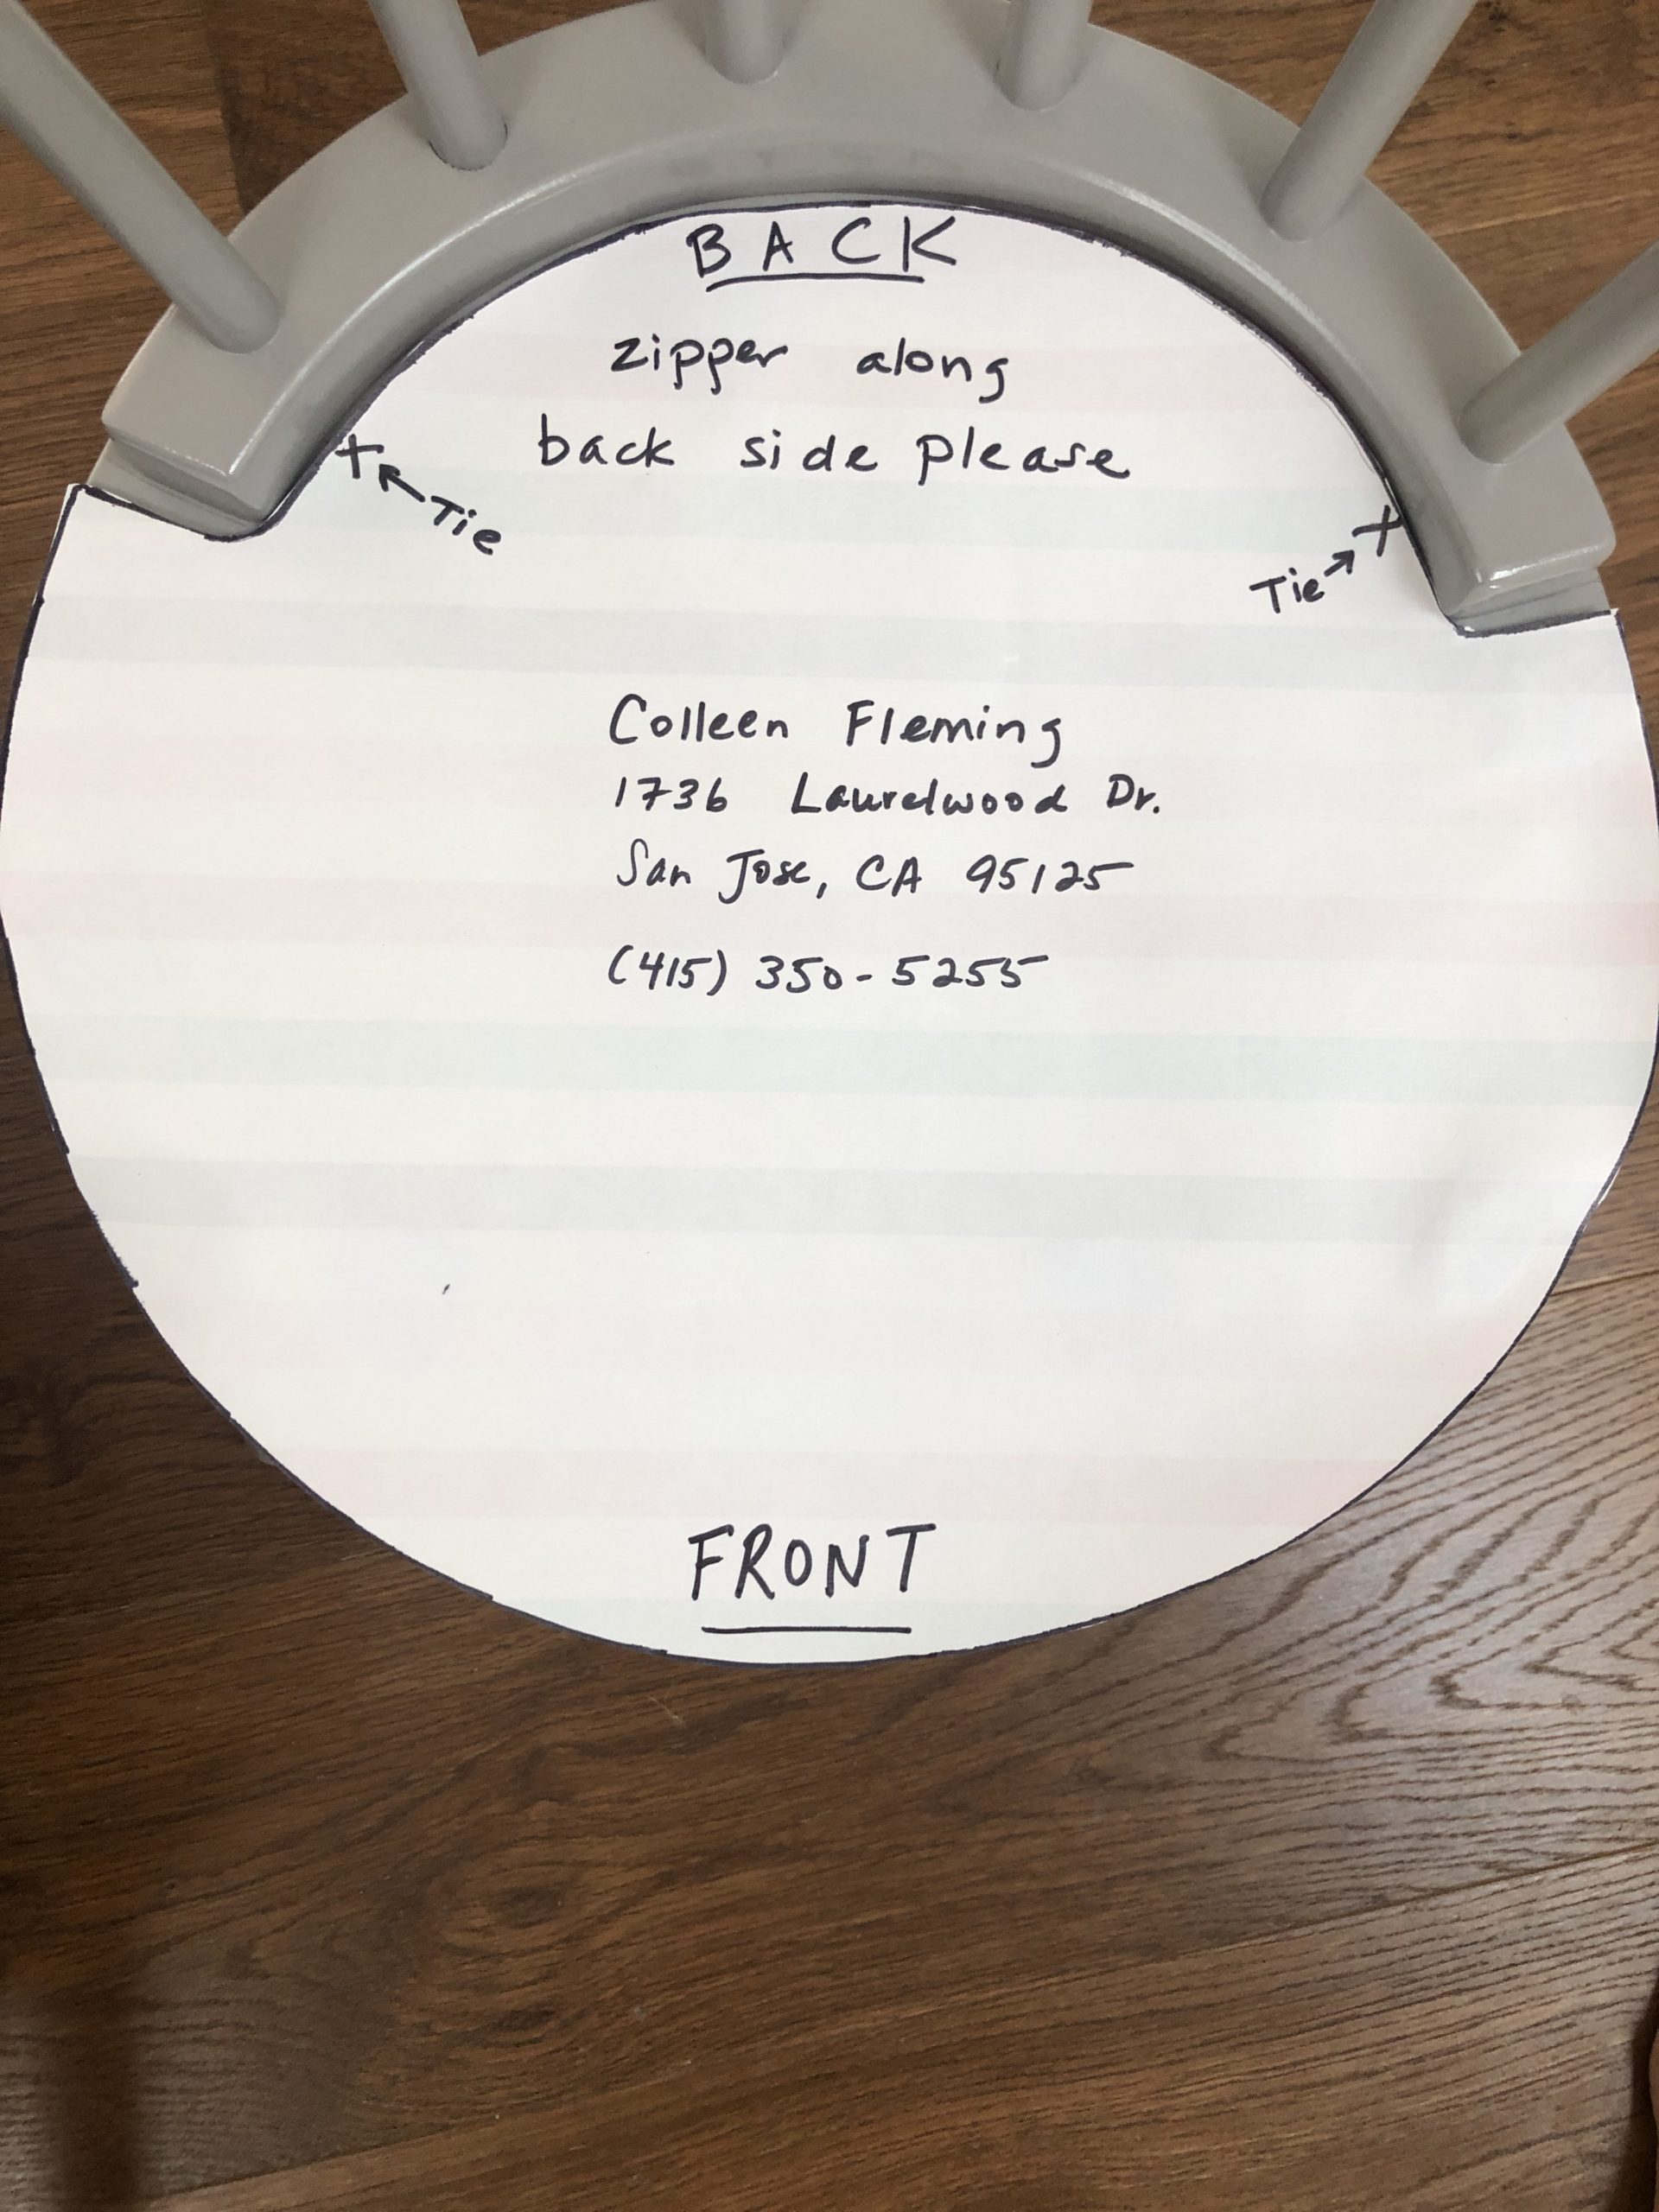 BACK
zipper along
back side please
Tie
Tie
Colleen Fleming
1736 Laurelwood Dr.
San Jose, CA 95125
(415) 350-5255
FRONT